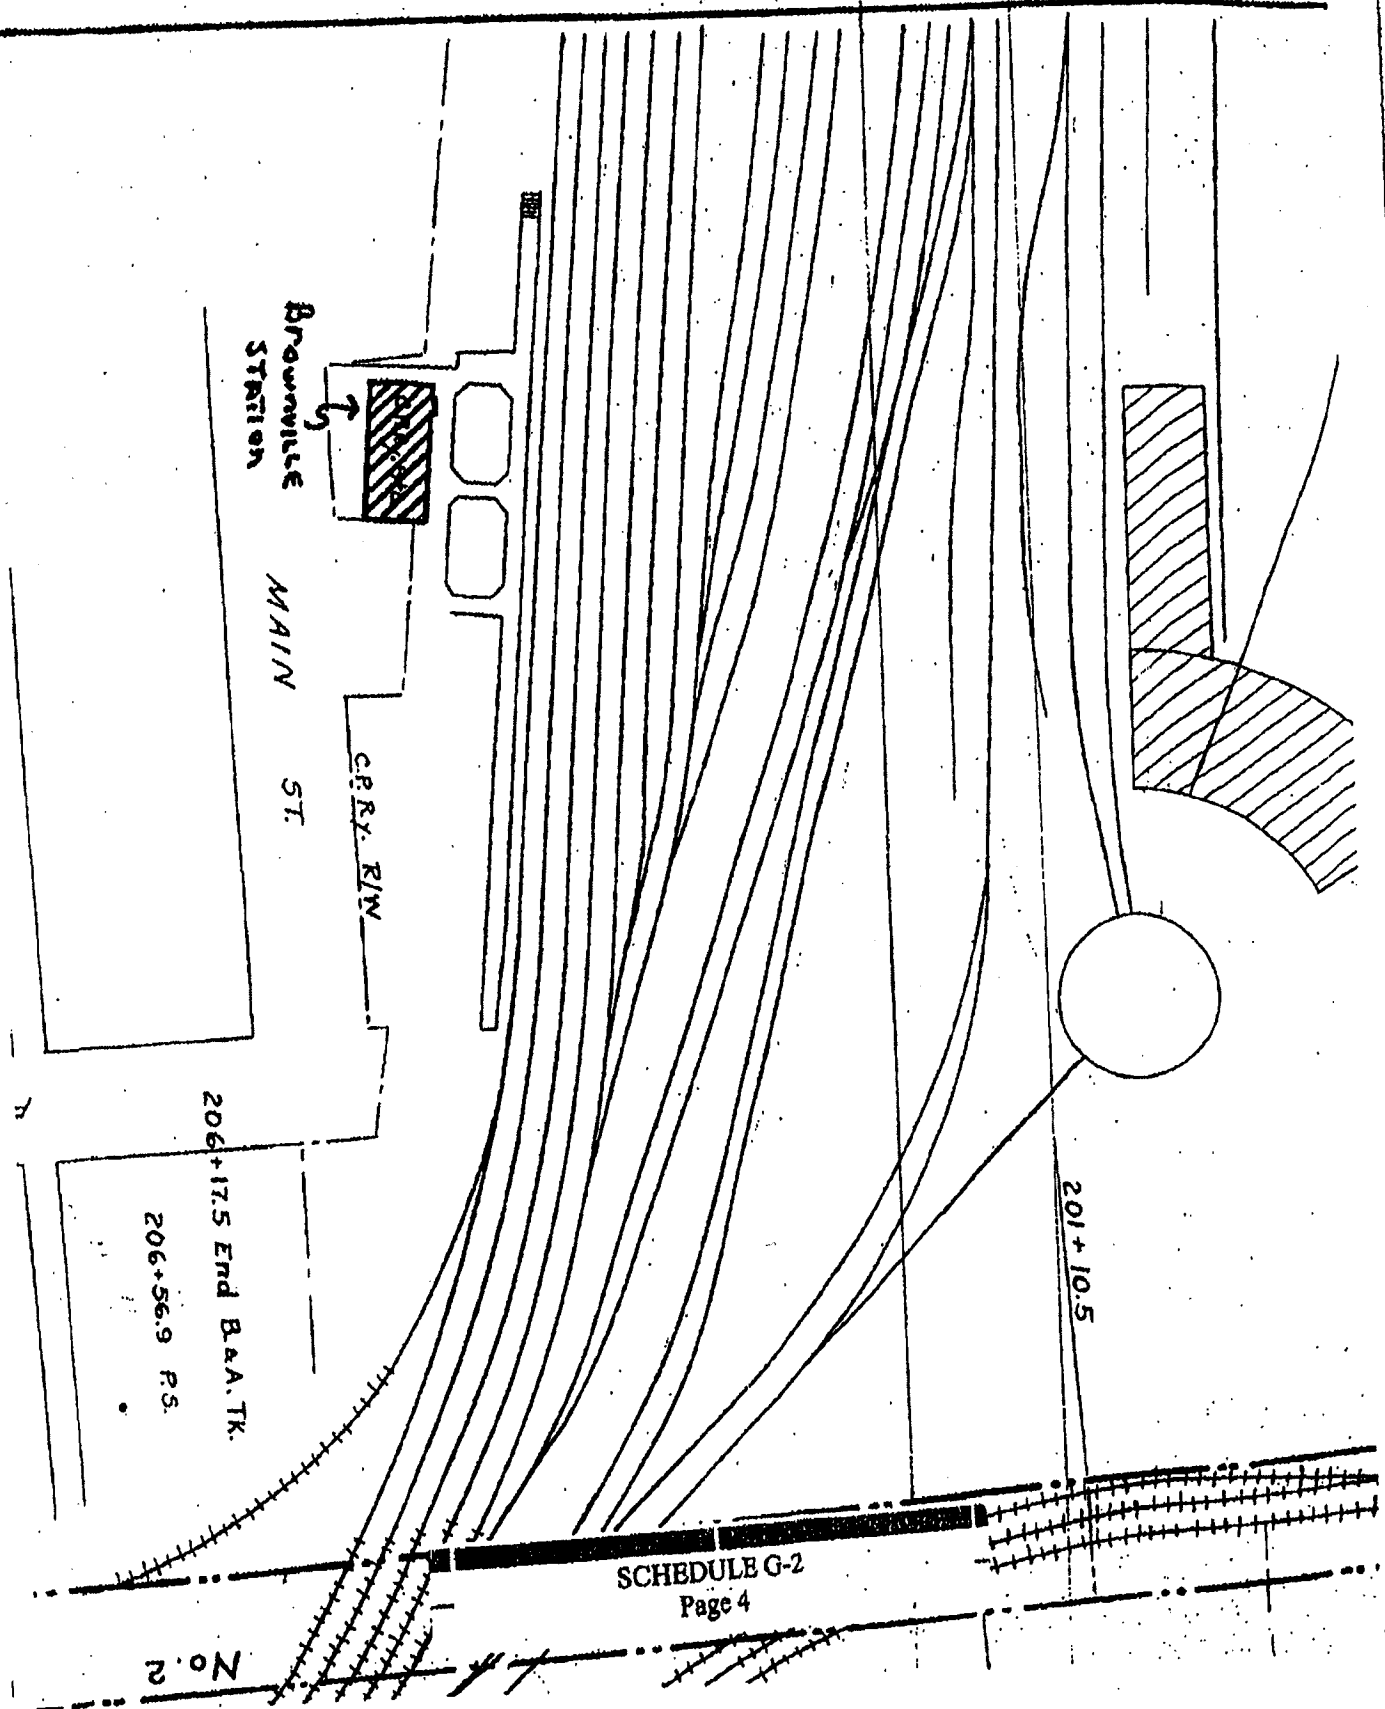 Brownville
STATION
MAIN ST.
C.P.Ry. R/W
206+17.5 End B.&A. TK.
206+56.9 P.S.
201+10.5
SCHEDULE G-2
Page 4
No. 2